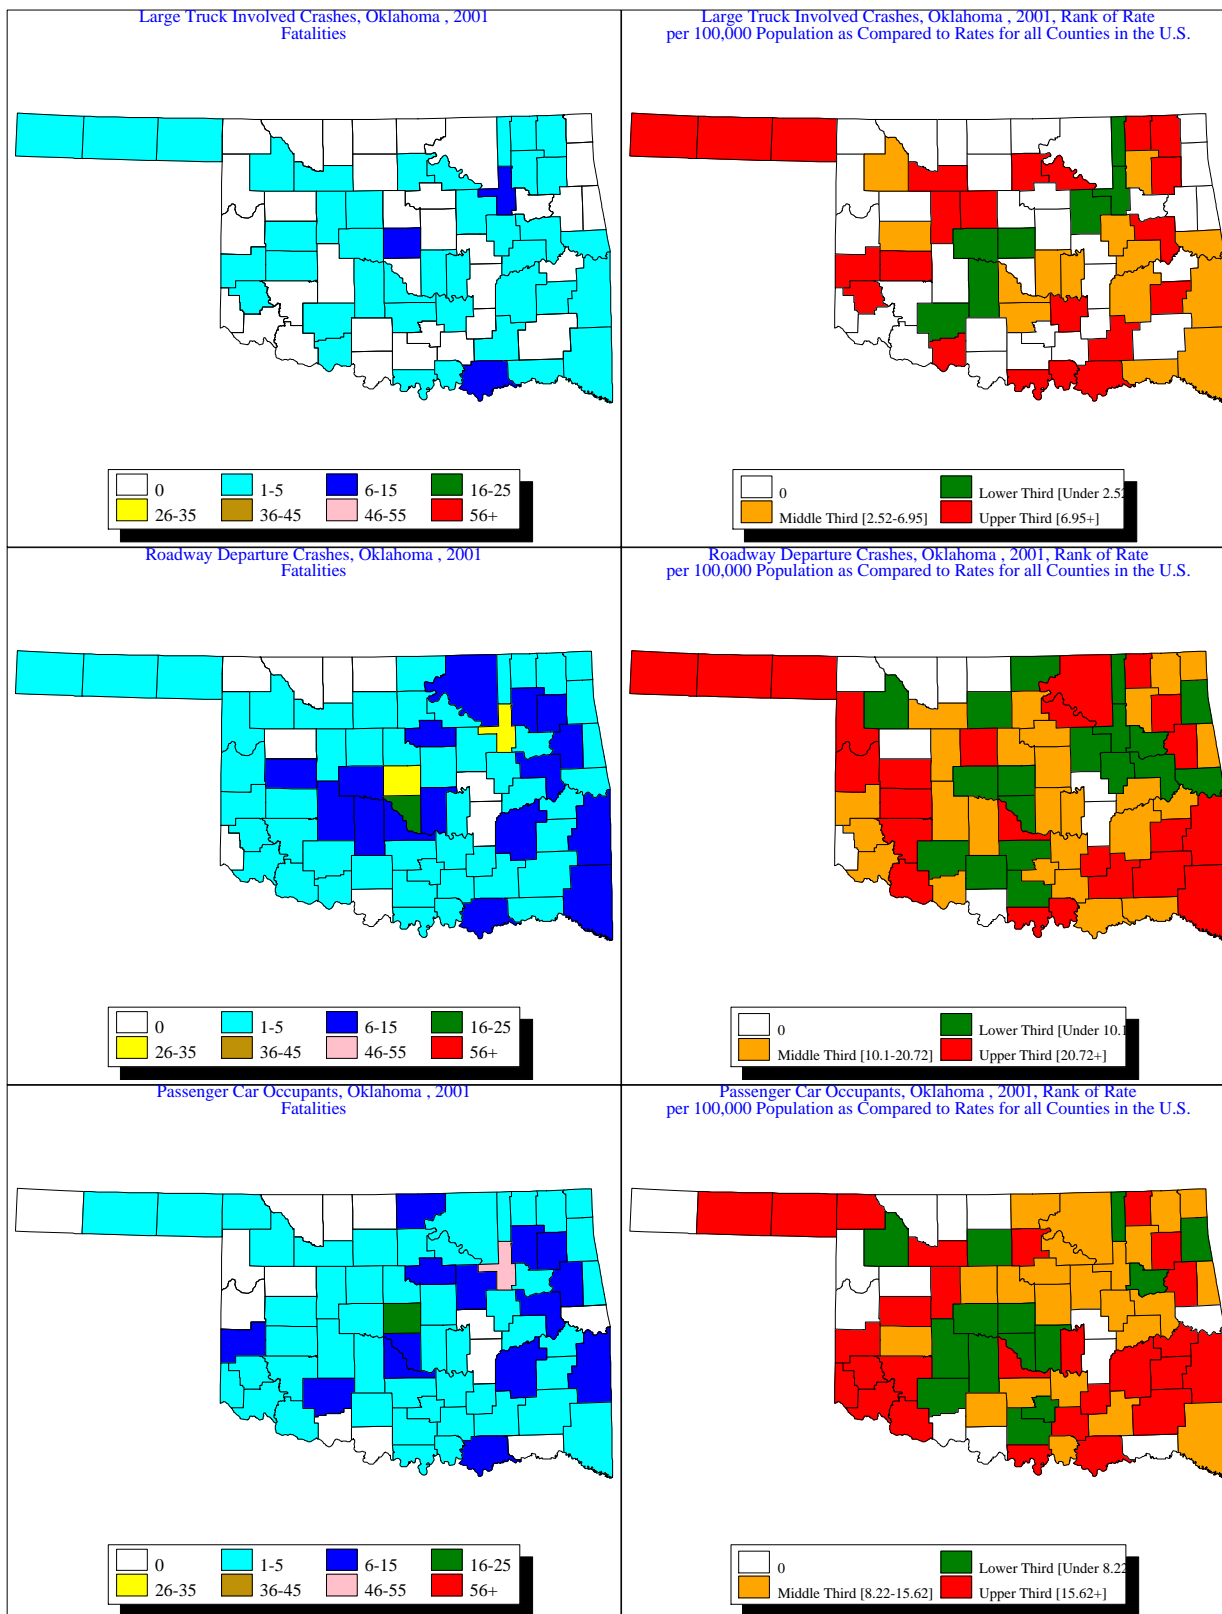 Large Truck Involved Crashes, Oklahoma , 2001
Fatalities
0
1-5
6-15
16-25
26-35
36-45
46-55
56+
Large Truck Involved Crashes, Oklahoma , 2001, Rank of Rate
per 100,000 Population as Compared to Rates for all Counties in the U.S.
0
Lower Third [Under 2.52
Middle Third [2.52-6.95]
Upper Third [6.95+]
Roadway Departure Crashes, Oklahoma , 2001
Fatalities
0
1-5
6-15
16-25
26-35
36-45
46-55
56+
Roadway Departure Crashes, Oklahoma , 2001, Rank of Rate
per 100,000 Population as Compared to Rates for all Counties in the U.S.
0
Lower Third [Under 10.1
Middle Third [10.1-20.72]
Upper Third [20.72+]
Passenger Car Occupants, Oklahoma , 2001
Fatalities
0
1-5
6-15
16-25
26-35
36-45
46-55
56+
Passenger Car Occupants, Oklahoma , 2001, Rank of Rate
per 100,000 Population as Compared to Rates for all Counties in the U.S.
0
Lower Third [Under 8.22
Middle Third [8.22-15.62]
Upper Third [15.62+]